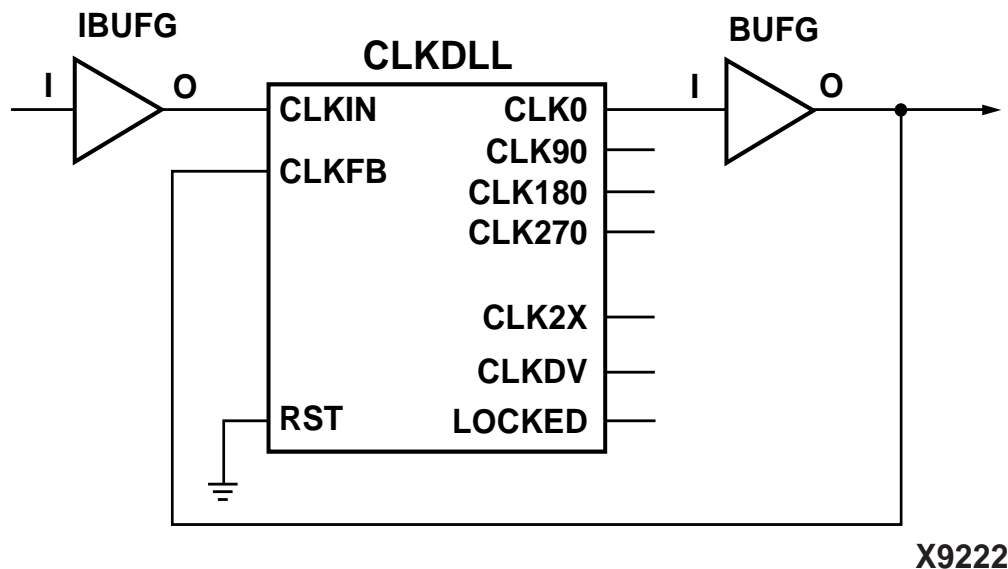 IBUFG
BUFG
CLKDLL
I
O
CLKIN
CLK0
I
O
CLK90
CLKFB
CLK180
CLK270
CLK2X
CLKDV
RST
LOCKED
X9222